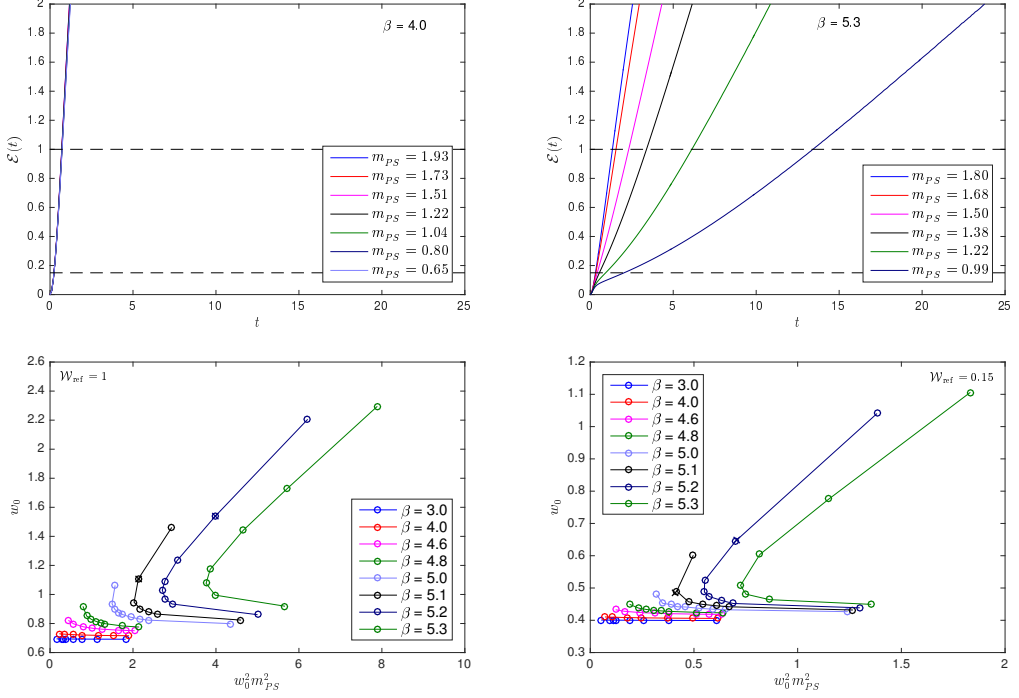 2
1.8
1.6
1.4
1.2
1
0.8
0.6
0.4
0.2
0
ℰ(t)
0 5 10 15 20 25
t
β = 4.0
m_PS = 1.93
m_PS = 1.73
m_PS = 1.51
m_PS = 1.22
m_PS = 1.04
m_PS = 0.80
m_PS = 0.65
2
1.8
1.6
1.4
1.2
1
0.8
0.6
0.4
0.2
0
ℰ(t)
0 5 10 15 20 25
t
β = 5.3
m_PS = 1.80
m_PS = 1.68
m_PS = 1.50
m_PS = 1.38
m_PS = 1.22
m_PS = 0.99
2.6
2.4
2.2
2
1.8
1.6
1.4
1.2
1
0.8
0.6
w_0
0 2 4 6 8 10
w_0^2 m_PS^2
𝒲_ref = 1
β = 3.0
β = 4.0
β = 4.6
β = 4.8
β = 5.0
β = 5.1
β = 5.2
β = 5.3
1.2
1.1
1
0.9
0.8
0.7
0.6
0.5
0.4
0.3
w_0
0 0.5 1 1.5 2
w_0^2 m_PS^2
𝒲_ref = 0.15
β = 3.0
β = 4.0
β = 4.6
β = 4.8
β = 5.0
β = 5.1
β = 5.2
β = 5.3